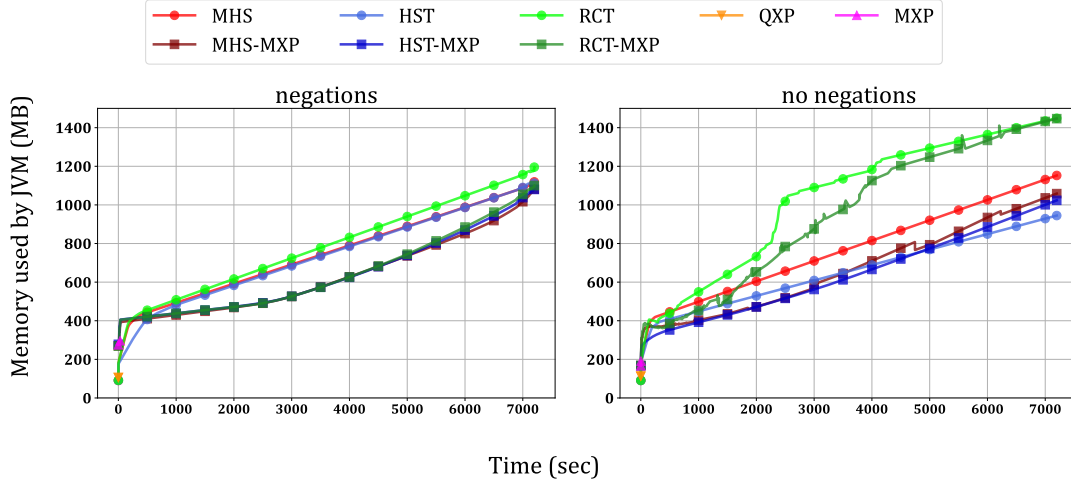 MHS HST RCT QXP MXP
MHS-MXP HST-MXP RCT-MXP
negations
no negations
Memory used by JVM (MB)
1400
1200
1000
800
600
400
200
0
0 1000 2000 3000 4000 5000 6000 7000
1400
1200
1000
800
600
400
200
0
0 1000 2000 3000 4000 5000 6000 7000
Time (sec)